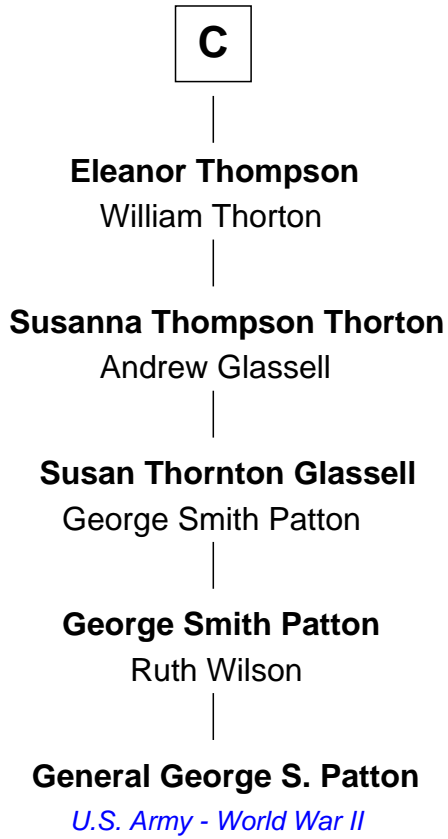 C
Eleanor Thompson
William Thorton
Susanna Thompson Thorton
Andrew Glassell
Susan Thornton Glassell
George Smith Patton
George Smith Patton
Ruth Wilson
General George S. Patton
U.S. Army - World War II